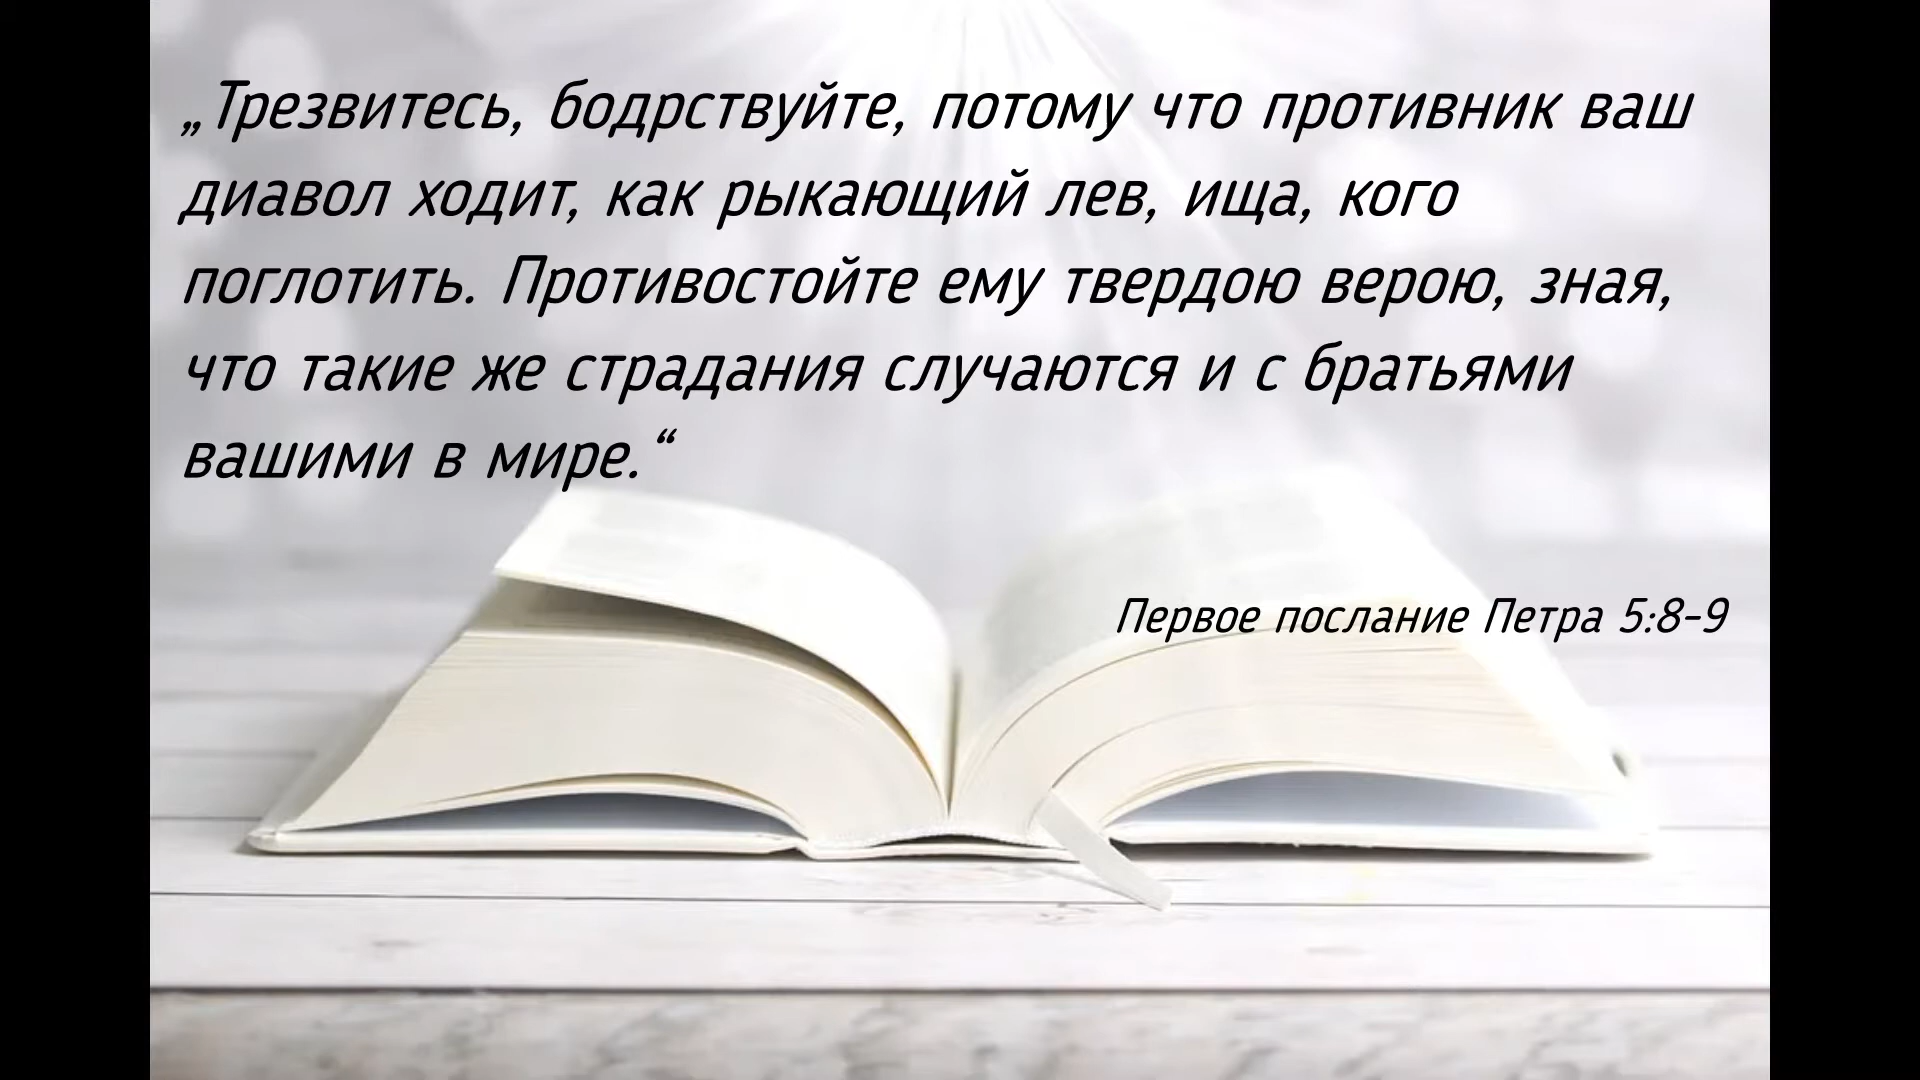 „Трезвитесь, бодрствуйте, потому что противник ваш
диавол ходит, как рыкающий лев, ища, кого
поглотить. Противостойте ему твердою верою, зная,
что такие же страдания случаются и с братьями
вашими в мире.“
Первое послание Петра 5:8-9